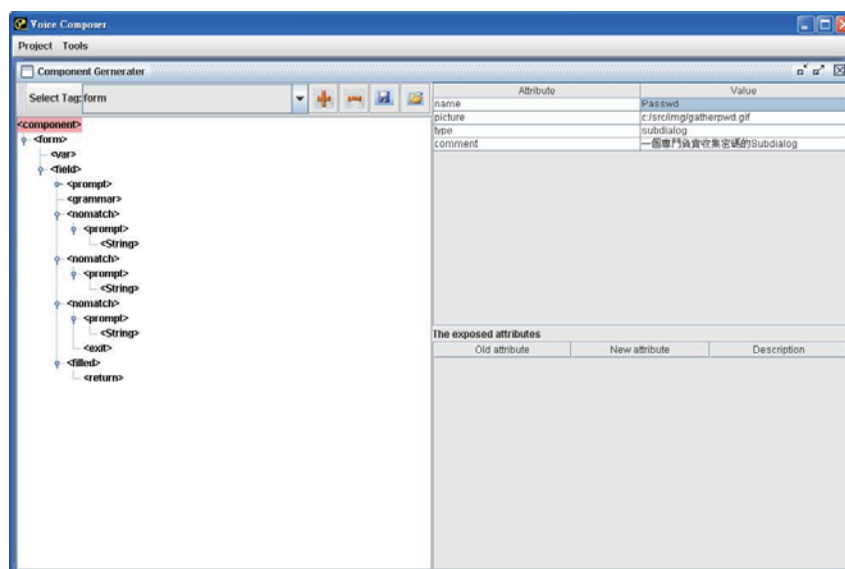 Voice Composer
Project Tools
Component Gernerater
Select Tag: form
<component>
<form>
<var>
<field>
<prompt>
<grammar>
<nomatch>
<prompt>
<String>
<nomatch>
<prompt>
<String>
<nomatch>
<prompt>
<String>
<exit>
<filled>
<return>
Attribute Value
name Passwd
picture c:/src/img/gatherpwd.gif
type subdialog
comment 一個專門負責收集密碼的Subdialog
The exposed attributes
Old attribute New attribute Description